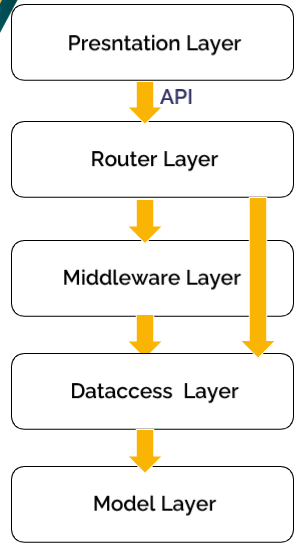 Presntation Layer
API
Router Layer
Middleware Layer
Dataccess Layer
Model Layer